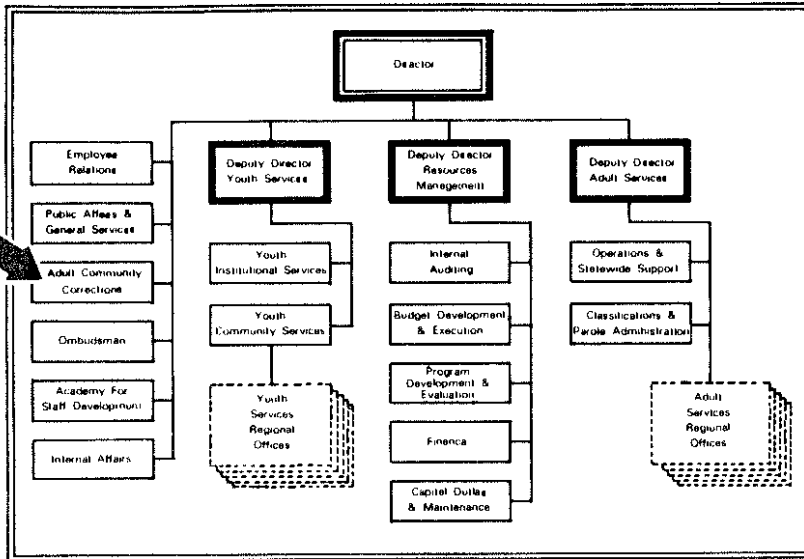 Director
Employee
Relations
Public Affairs &
General Services
Adult Community
Corrections
Ombudsman
Academy For
Staff Development
Internal Affairs
Deputy Director
Youth Services
Youth
Institutional Services
Youth
Community Services
Youth
Services
Regional
Offices
Deputy Director
Resources
Management
Internal
Auditing
Budget Development
& Execution
Program
Development &
Evaluation
Finance
Capital Outlay
& Maintenance
Deputy Director
Adult Services
Operations &
Statewide Support
Classifications &
Parole Administration
Adult
Services
Regional
Offices